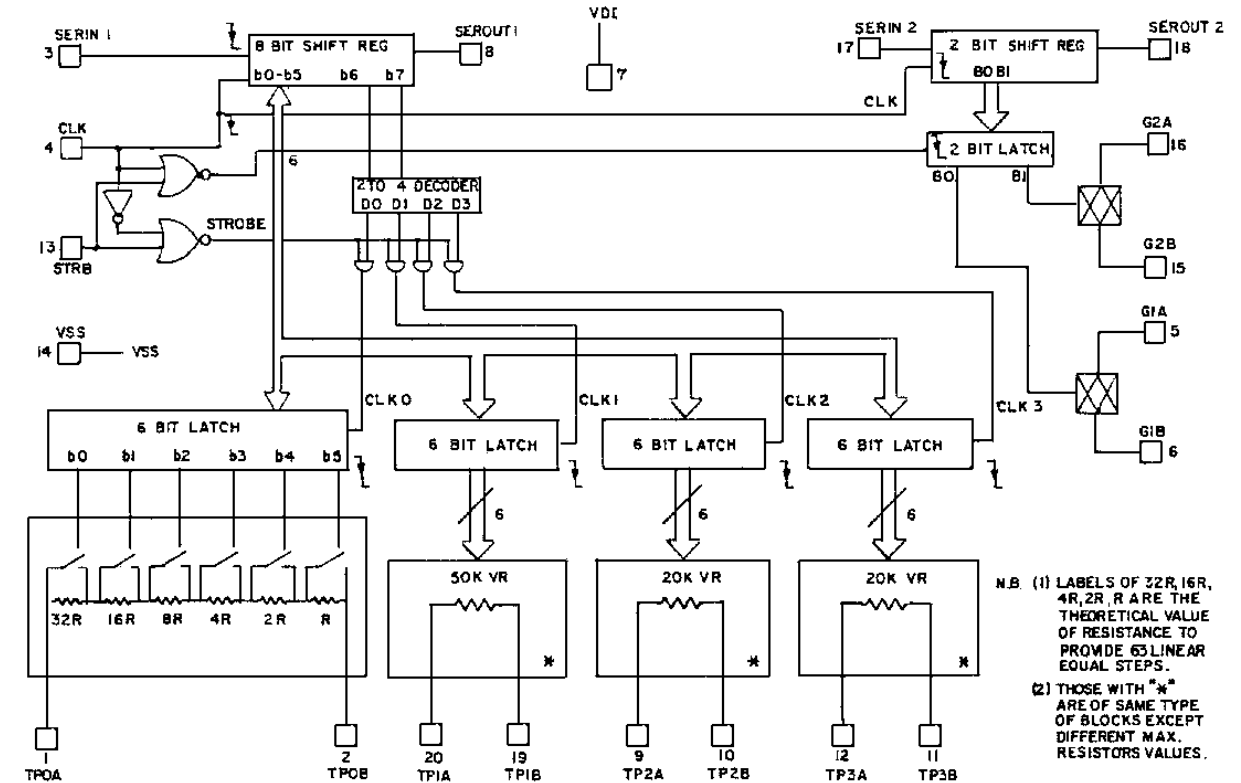 SERIN 1
3
8 BIT SHIFT REG
b0-b5 b6 b7
SEROUT1
8
VDI
7
SERIN 2
17
2 BIT SHIFT REG
B0 B1
SEROUT 2
18
CLK
CLK
4
6
2 BIT LATCH
B0 B1
G2A
16
2 TO 4 DECODER
D0 D1 D2 D3
STROBE
13
STRB
G2B
15
VSS
14
VSS
G1A
5
CLK0
CLK1
CLK2
CLK 3
6 BIT LATCH
b0 b1 b2 b3 b4 b5
6 BIT LATCH
6 BIT LATCH
6 BIT LATCH
G1B
6
6
6
6
32R 16R 8R 4R 2R R
50K VR
*
20K VR
*
20K VR
*
N.B. (1) LABELS OF 32R, 16R,
4R, 2R, R ARE THE
THEORETICAL VALUE
OF RESISTANCE TO
PROVIDE 63 LINEAR
EQUAL STEPS.
(2) THOSE WITH "*"
ARE OF SAME TYPE
OF BLOCKS EXCEPT
DIFFERENT MAX.
RESISTORS VALUES.
1 2 20 19 9 10 12 11
TP0A TP0B TP1A TP1B TP2A TP2B TP3A TP3B